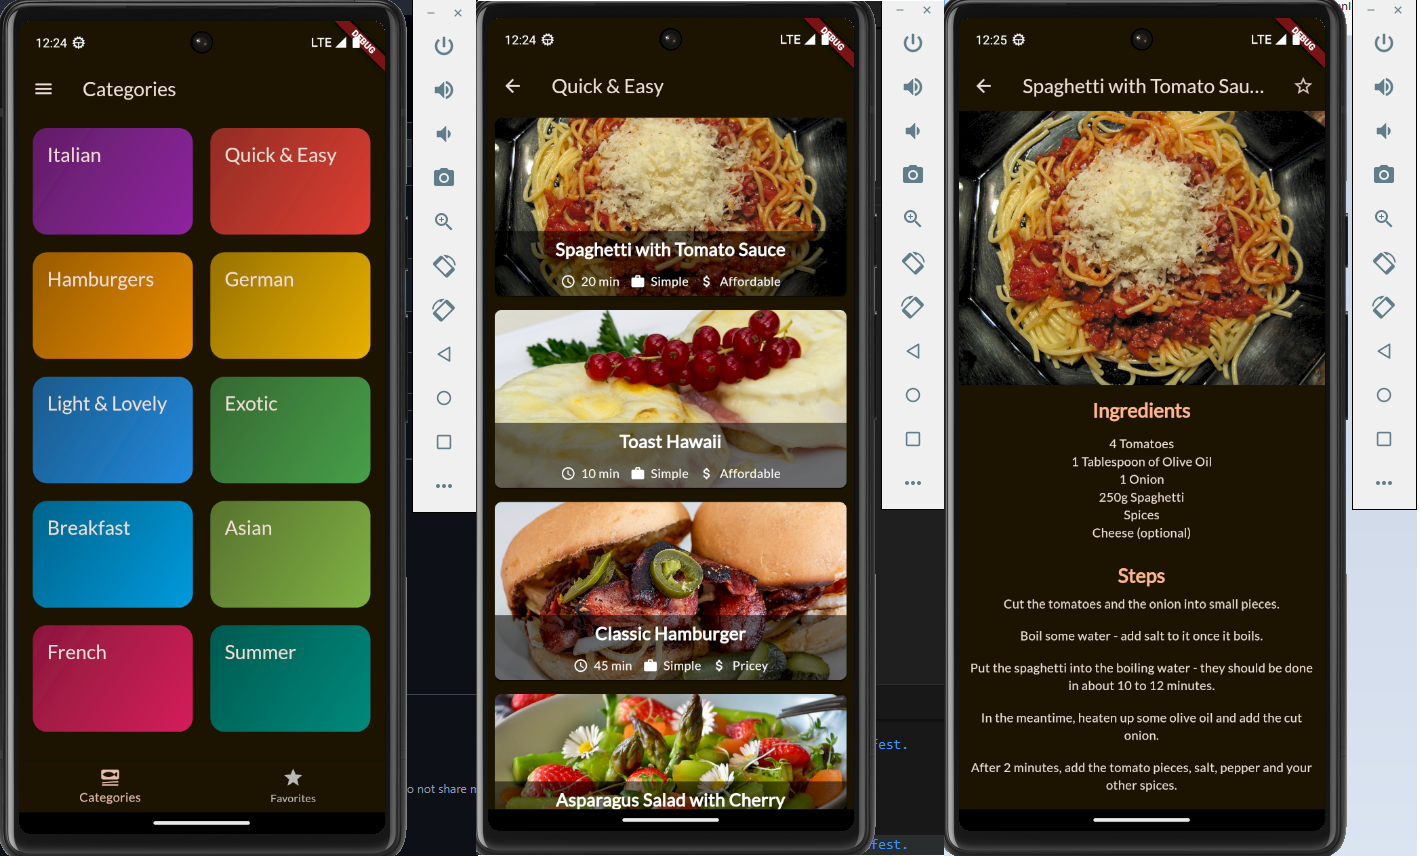 12:24
LTE
DEBUG
Categories
Italian
Quick & Easy
Hamburgers
German
Light & Lovely
Exotic
Breakfast
Asian
French
Summer
Categories
Favorites
o not share
12:24
LTE
DEBUG
Quick & Easy
Spaghetti with Tomato Sauce
20 min Simple $ Affordable
Toast Hawaii
10 min Simple $ Affordable
Classic Hamburger
45 min Simple $ Pricey
Asparagus Salad with Cherry
fest.
fest.
12:25
LTE
DEBUG
Spaghetti with Tomato Sau...
Ingredients
4 Tomatoes
1 Tablespoon of Olive Oil
1 Onion
250g Spaghetti
Spices
Cheese (optional)
Steps
Cut the tomatoes and the onion into small pieces.
Boil some water - add salt to it once it boils.
Put the spaghetti into the boiling water - they should be done
in about 10 to 12 minutes.
In the meantime, heaten up some olive oil and add the cut
onion.
After 2 minutes, add the tomato pieces, salt, pepper and your
other spices.